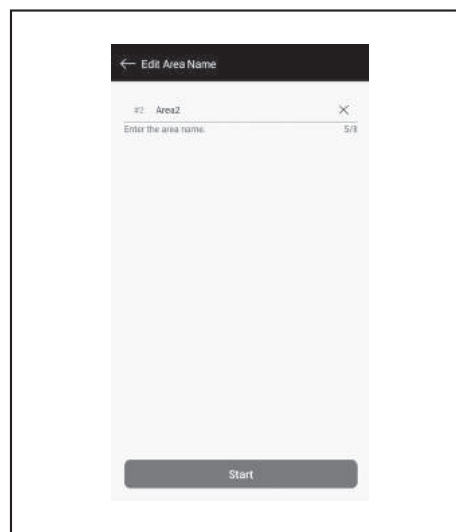 ← Edit Area Name
#2 Area2 ×
Enter the area name. 5/8
Start